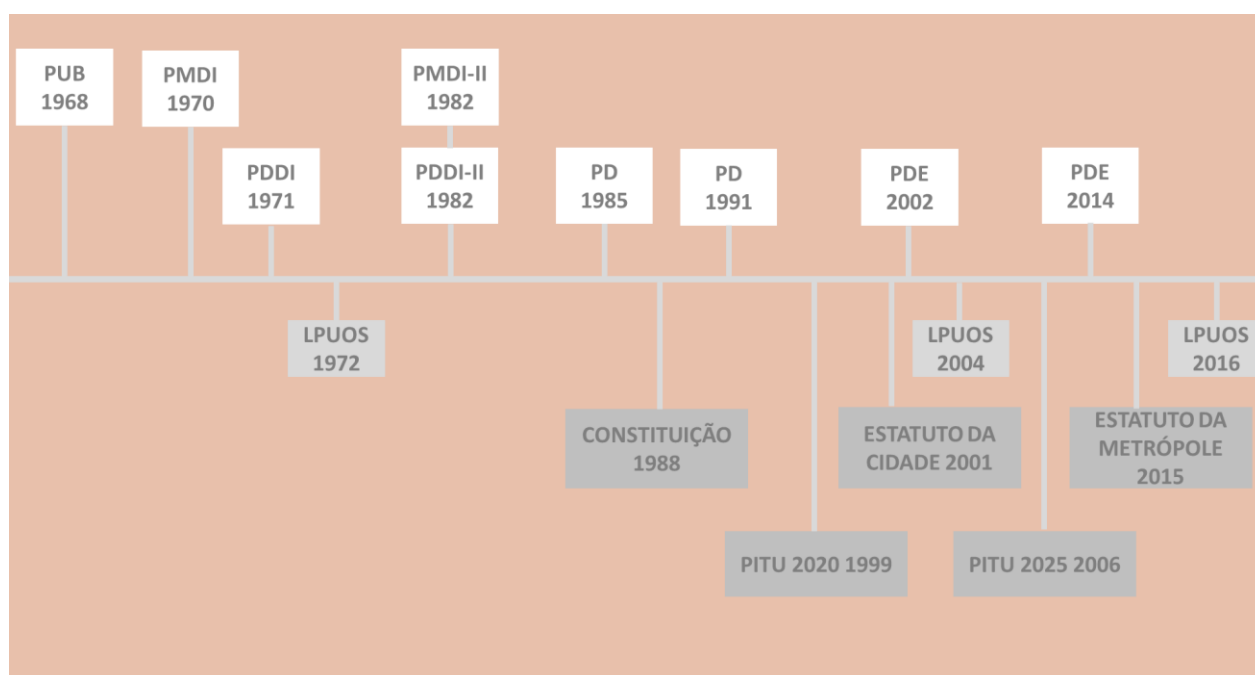 PUB
1968
PMDI
1970
PMDI-II
1982
PDDI
1971
PDDI-II
1982
PD
1985
PD
1991
PDE
2002
PDE
2014
LPUOS
1972
LPUOS
2004
LPUOS
2016
CONSTITUIÇÃO
1988
ESTATUTO DA
CIDADE 2001
ESTATUTO DA
METRÓPOLE
2015
PITU 2020 1999
PITU 2025 2006